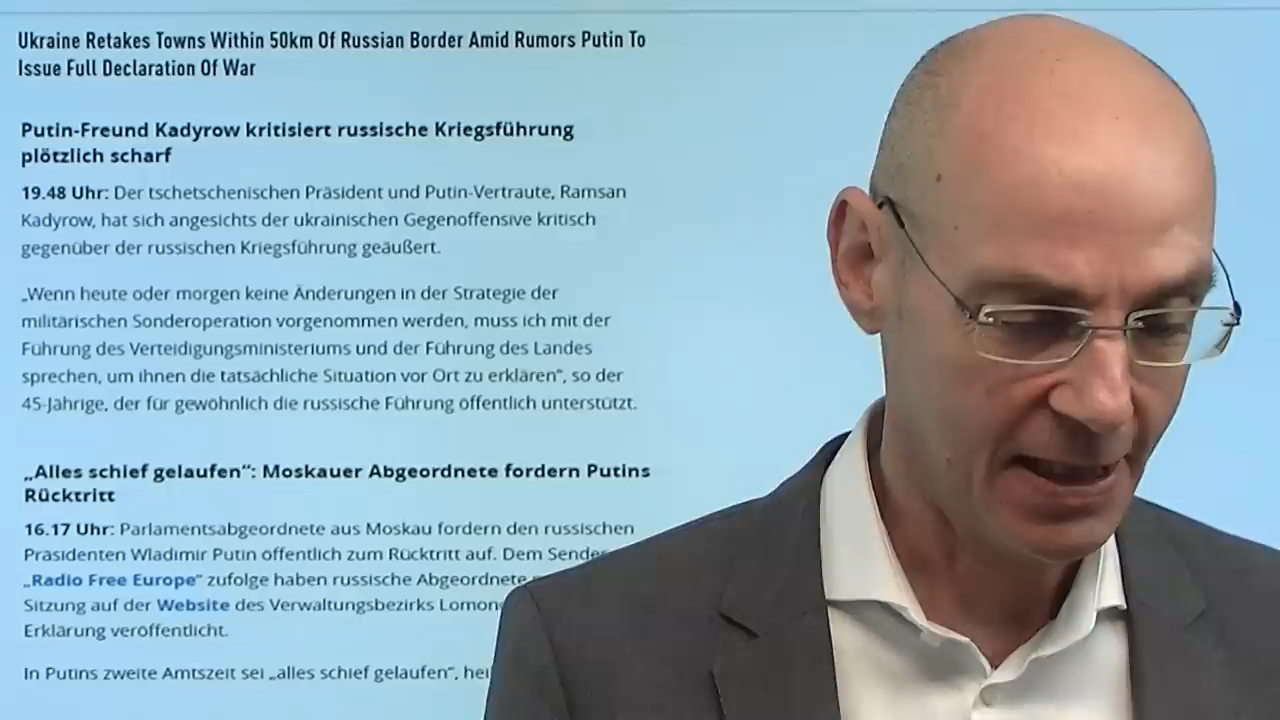 Ukraine Retakes Towns Within 50km Of Russian Border Amid Rumors Putin To
Issue Full Declaration Of War
Putin-Freund Kadyrow kritisiert russische Kriegsführung
plötzlich scharf
19.48 Uhr: Der tschetschenischen Präsident und Putin-Vertraute, Ramsan
Kadyrow, hat sich angesichts der ukrainischen Gegenoffensive kritisch
gegenüber der russischen Kriegsführung geäußert.
„Wenn heute oder morgen keine Änderungen in der Strategie der
militärischen Sonderoperation vorgenommen werden, muss ich mit der
Führung des Verteidigungsministeriums und der Führung des Landes
sprechen, um ihnen die tatsächliche Situation vor Ort zu erklären“, so der
45-Jährige, der für gewöhnlich die russische Führung öffentlich unterstützt.
„Alles schief gelaufen“: Moskauer Abgeordnete fordern Putins
Rücktritt
16.17 Uhr: Parlamentsabgeordnete aus Moskau fordern den russischen
Präsidenten Wladimir Putin öffentlich zum Rücktritt auf. Dem Sender
„Radio Free Europe“ zufolge haben russische Abgeordnete
Sitzung auf der Website des Verwaltungsbezirks
Erklärung veröffentlicht.
In Putins zweite Amtszeit sei „alles schief gelaufen“,